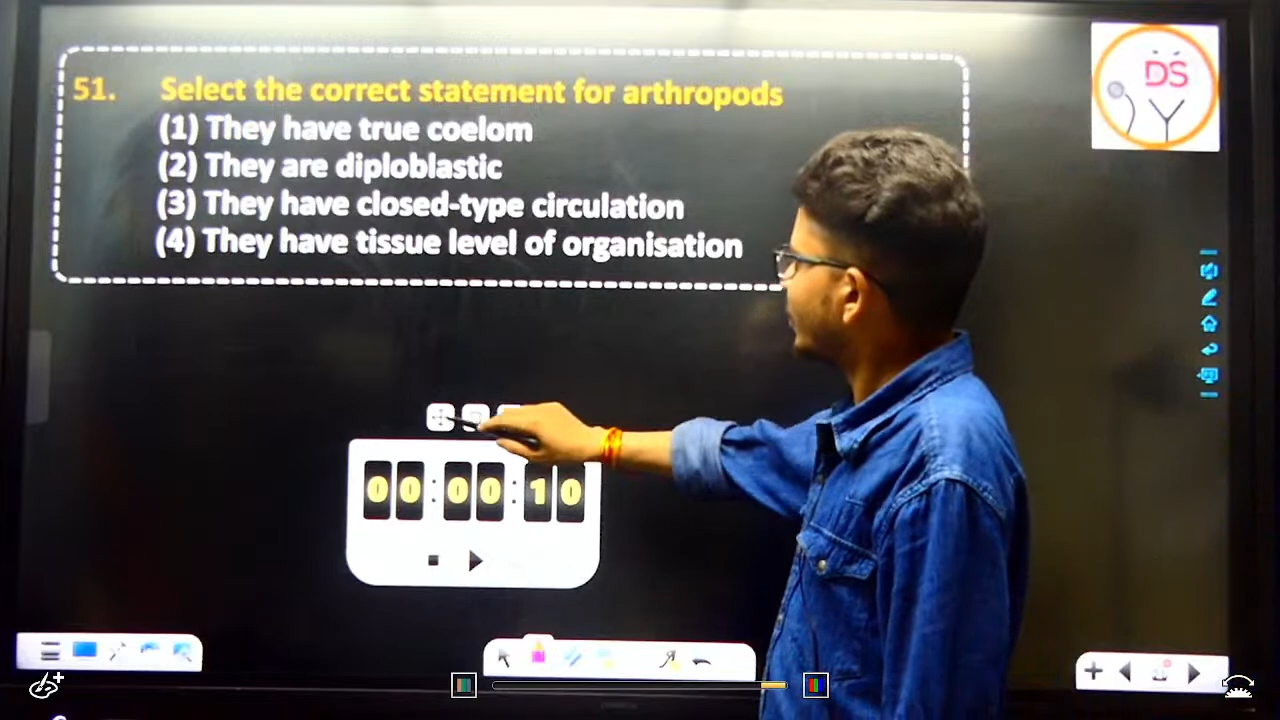 DS
51. Select the correct statement for arthropods
(1) They have true coelom
(2) They are diploblastic
(3) They have closed-type circulation
(4) They have tissue level of organisation
00:00:10